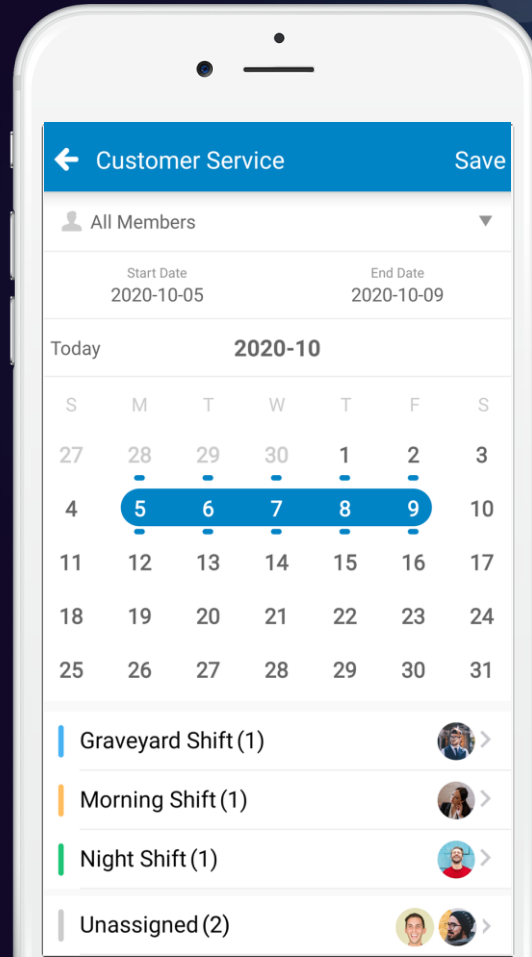 Customer Service Save
All Members
Start Date End Date
2020-10-05 2020-10-09
Today 2020-10
S M T W T F S
27 28 29 30 1 2 3
4 5 6 7 8 9 10
11 12 13 14 15 16 17
18 19 20 21 22 23 24
25 26 27 28 29 30 31
Graveyard Shift (1)
Morning Shift (1)
Night Shift (1)
Unassigned (2)